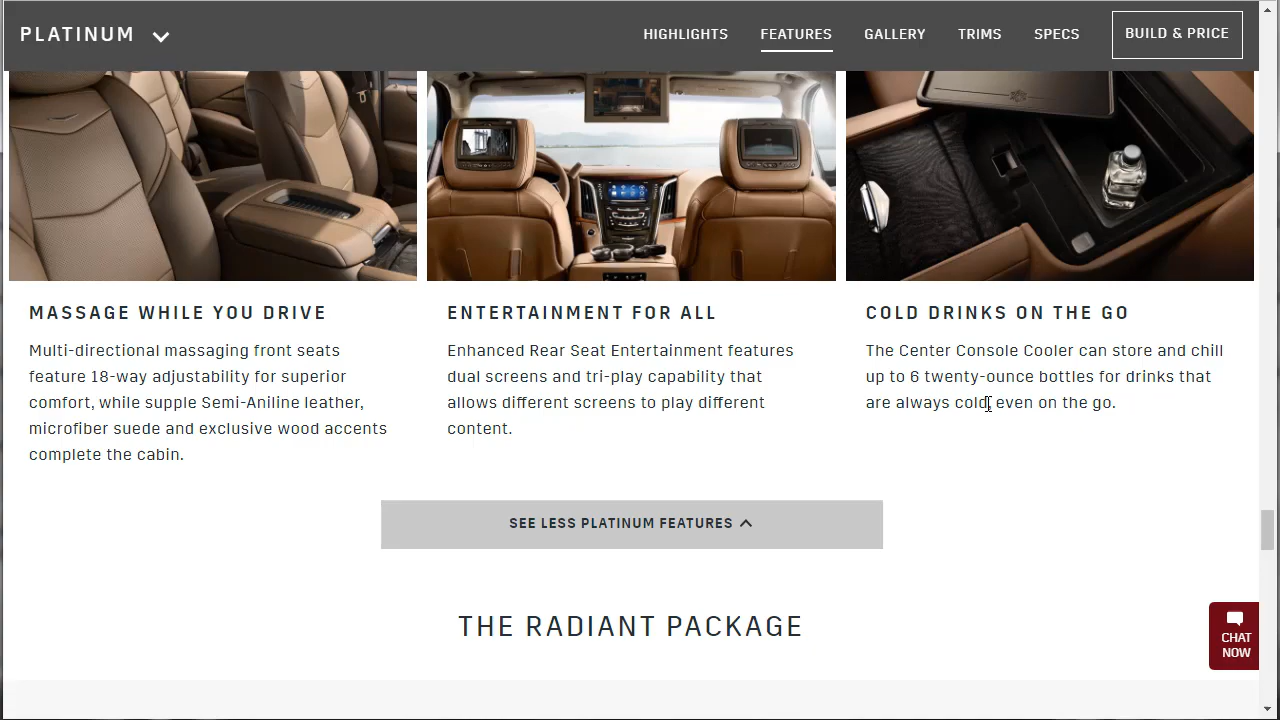 PLATINUM
HIGHLIGHTS
FEATURES
GALLERY
TRIMS
SPECS
BUILD & PRICE
MASSAGE WHILE YOU DRIVE
Multi-directional massaging front seats
feature 18-way adjustability for superior
comfort, while supple Semi-Aniline leather,
microfiber suede and exclusive wood accents
complete the cabin.
ENTERTAINMENT FOR ALL
Enhanced Rear Seat Entertainment features
dual screens and tri-play capability that
allows different screens to play different
content.
COLD DRINKS ON THE GO
The Center Console Cooler can store and chill
up to 6 twenty-ounce bottles for drinks that
are always cold, even on the go.
SEE LESS PLATINUM FEATURES
THE RADIANT PACKAGE
CHAT
NOW